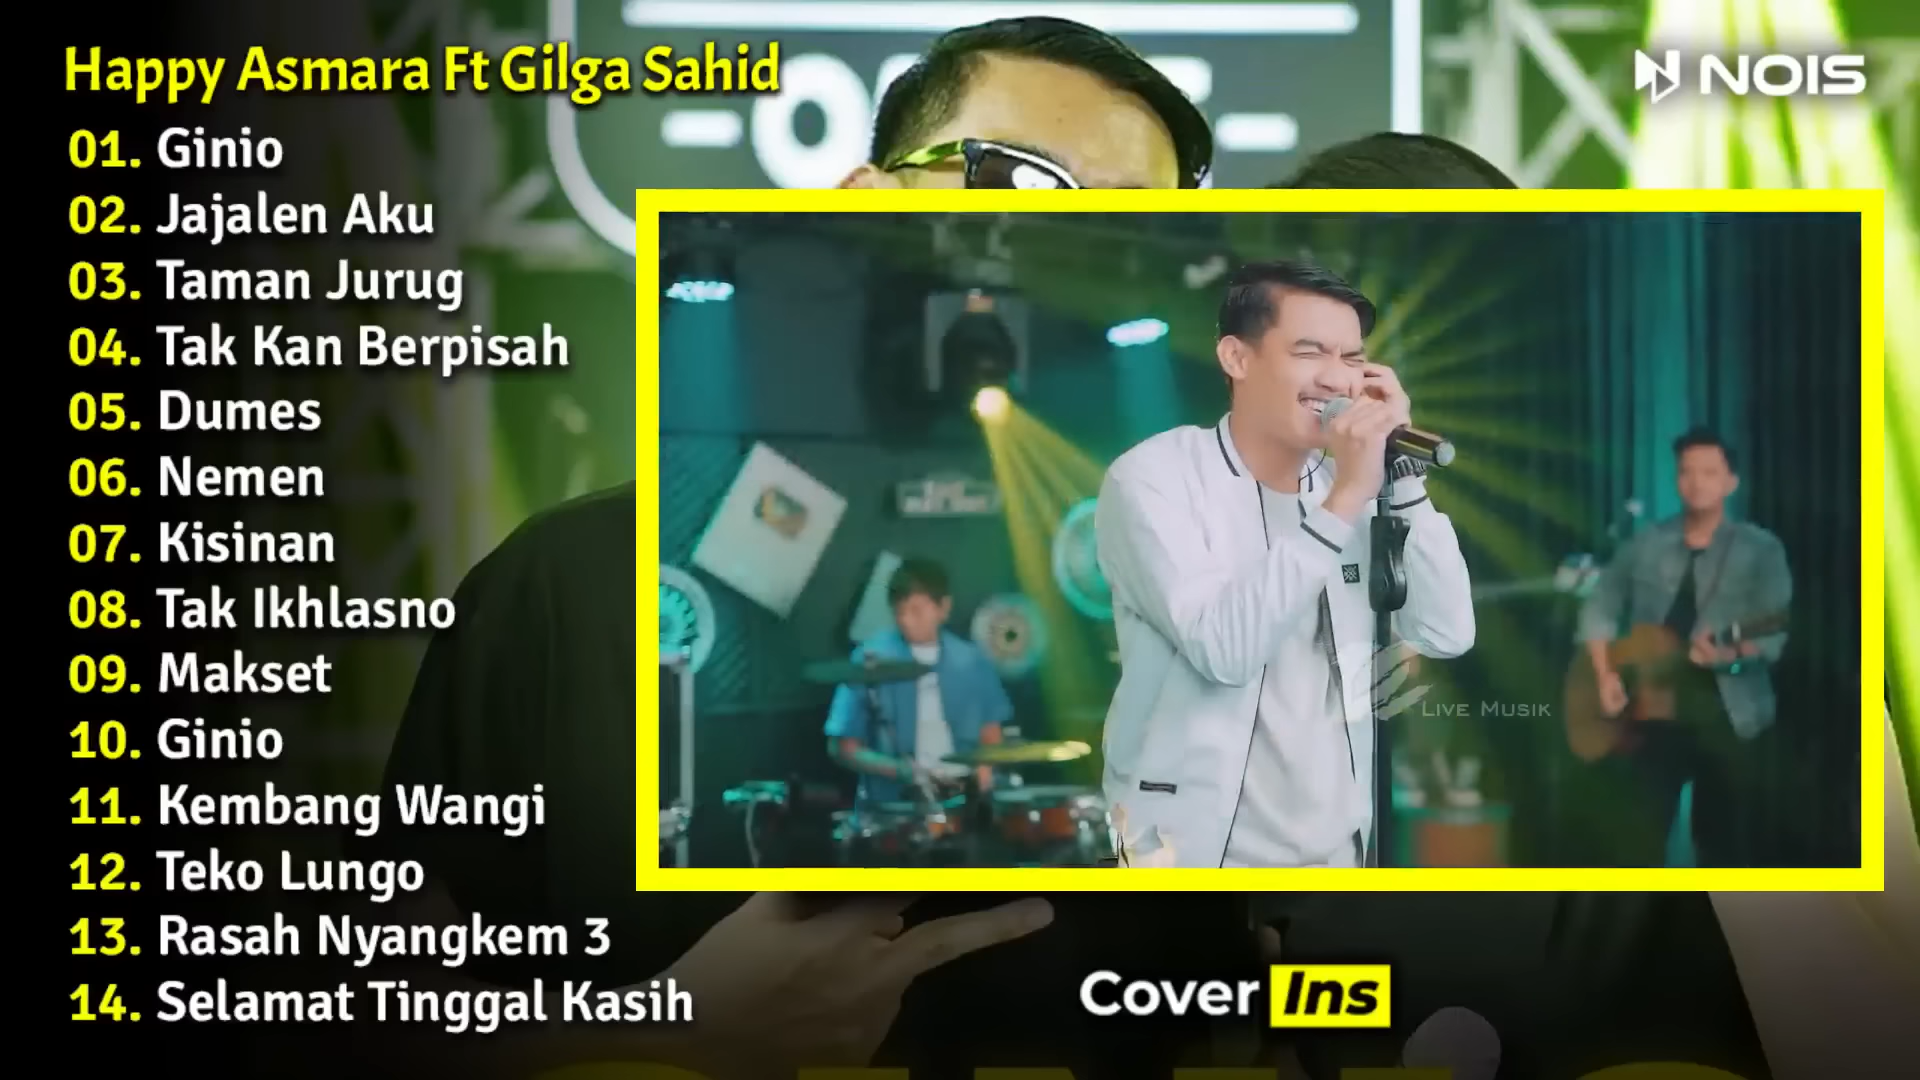 Happy Asmara Ft Gilga Sahid
NOIS
01. Ginio
02. Jajalen Aku
03. Taman Jurug
04. Tak Kan Berpisah
05. Dumes
06. Nemen
07. Kisinan
08. Tak Ikhlasno
09. Makset
10. Ginio
11. Kembang Wangi
12. Teko Lungo
13. Rasah Nyangkem 3
14. Selamat Tinggal Kasih
Live Musik
Cover Ins